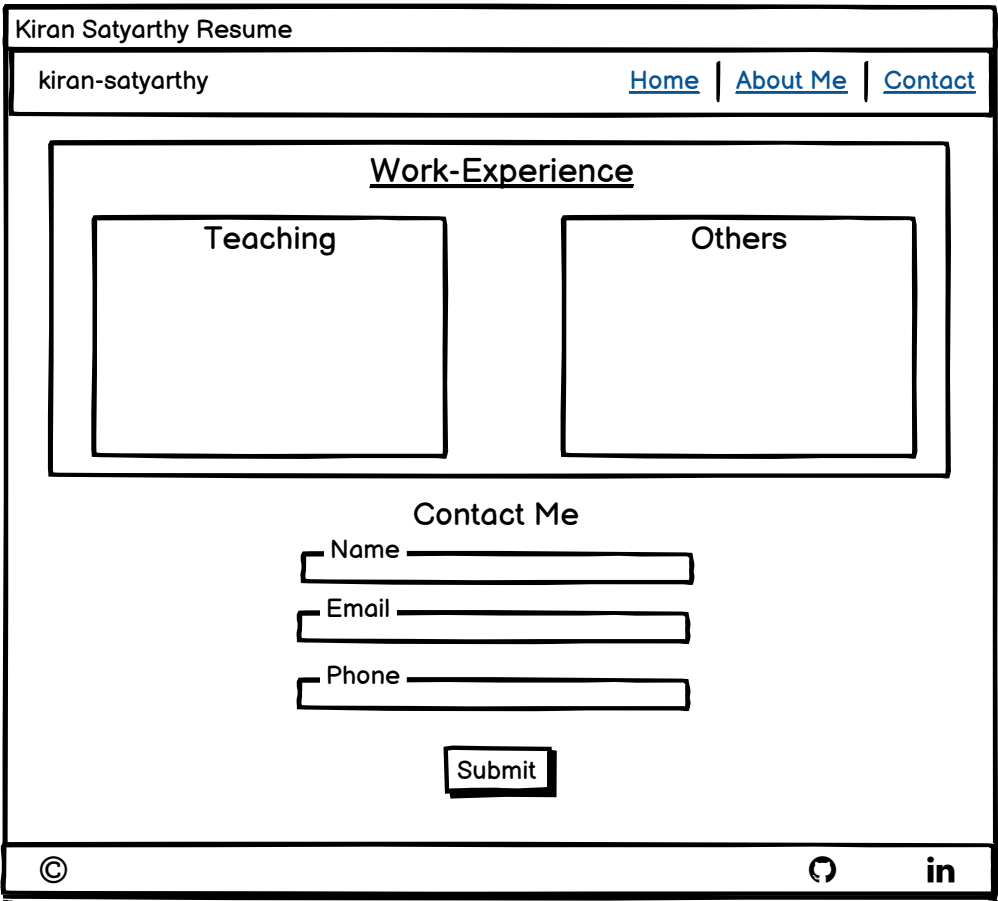 Kiran Satyarthy Resume
kiran-satyarthy Home About Me Contact
Work-Experience
Teaching Others
Contact Me
Name
Email
Phone
Submit
© in